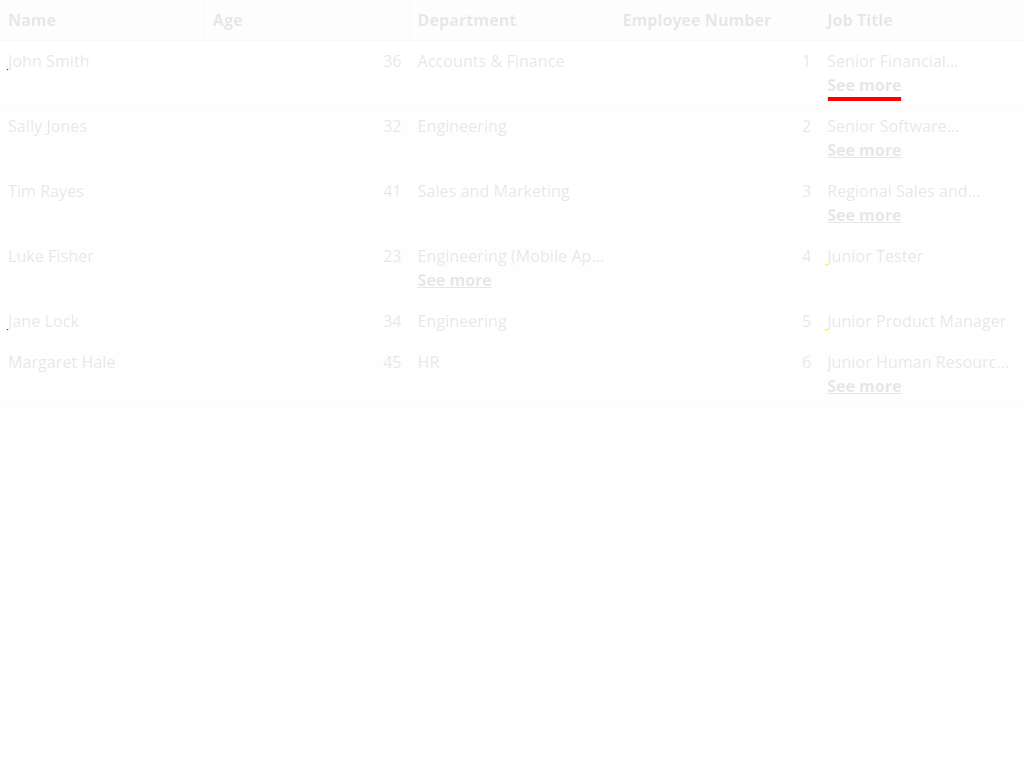 Name Age Department Employee Number Job Title
John Smith 36 Accounts & Finance 1 Senior Financial...
See more
Sally Jones 32 Engineering 2 Senior Software...
See more
Tim Rayes 41 Sales and Marketing 3 Regional Sales and...
See more
Luke Fisher 23 Engineering (Mobile Ap... 4 Junior Tester
See more
Jane Lock 34 Engineering 5 Junior Product Manager
Margaret Hale 45 HR 6 Junior Human Resourc...
See more